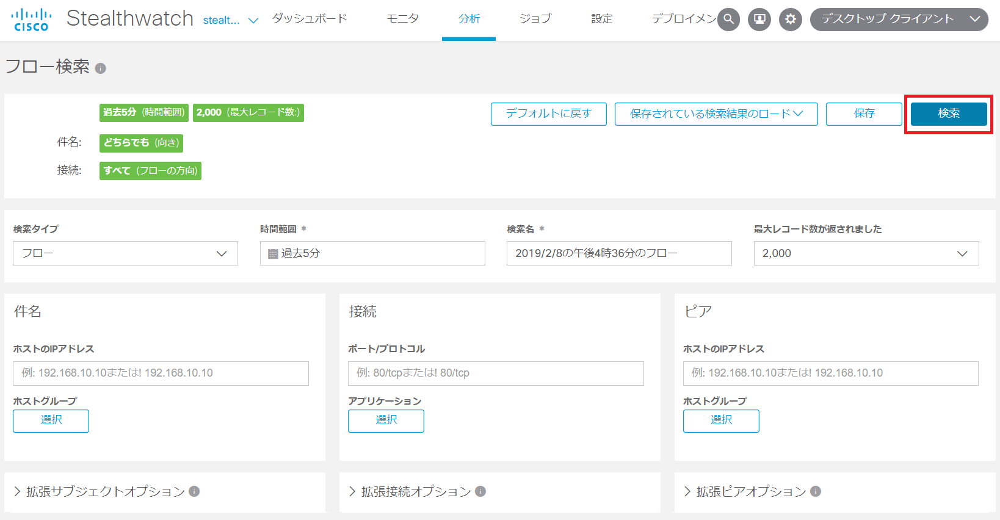 CISCO Stealthwatch stealt... ダッシュボード モニタ 分析 ジョブ 設定 デプロイメン デスクトップ クライアント
フロー検索
過去5分 (時間範囲) 2,000 (最大レコード数:) デフォルトに戻す 保存されている検索結果のロード 保存 検索
件名: どちらでも (向き)
接続: すべて (フローの方向)
検索タイプ 時間範囲 * 検索名 * 最大レコード数が返されました
フロー 過去5分 2019/2/8の午後4時36分のフロー 2,000
件名 接続 ピア
ホストのIPアドレス ポート/プロトコル ホストのIPアドレス
例: 192.168.10.10または! 192.168.10.10 例: 80/tcpまたは! 80/tcp 例: 192.168.10.10または! 192.168.10.10
ホストグループ アプリケーション ホストグループ
選択 選択 選択
拡張サブジェクトオプション 拡張接続オプション 拡張ピアオプション